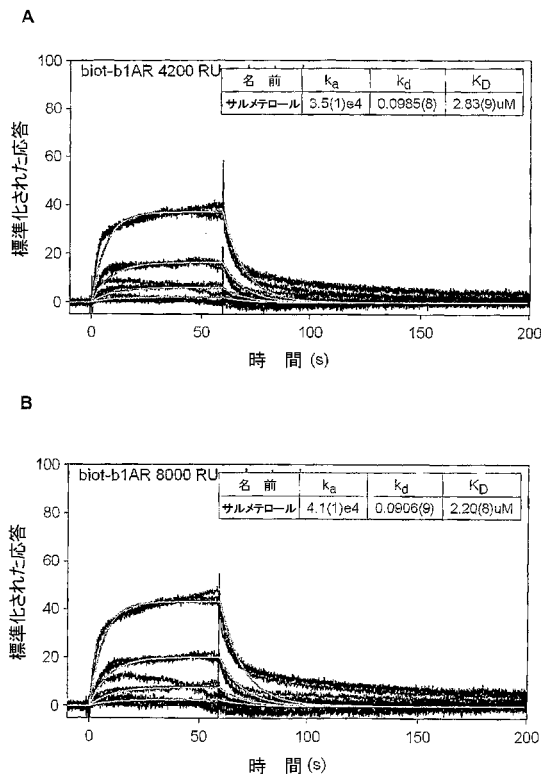 A
biot-b1AR 4200 RU
名 前 ka kd KD
サルメテロール 3.5(1)e4 0.0985(8) 2.83(9)uM
標準化された応答
100
80
60
40
20
0
0 50 100 150 200
時 間 (s)
B
biot-b1AR 8000 RU
名 前 ka kd KD
サルメテロール 4.1(1)e4 0.0906(9) 2.20(8)uM
標準化された応答
100
80
60
40
20
0
0 50 100 150 200
時 間 (s)